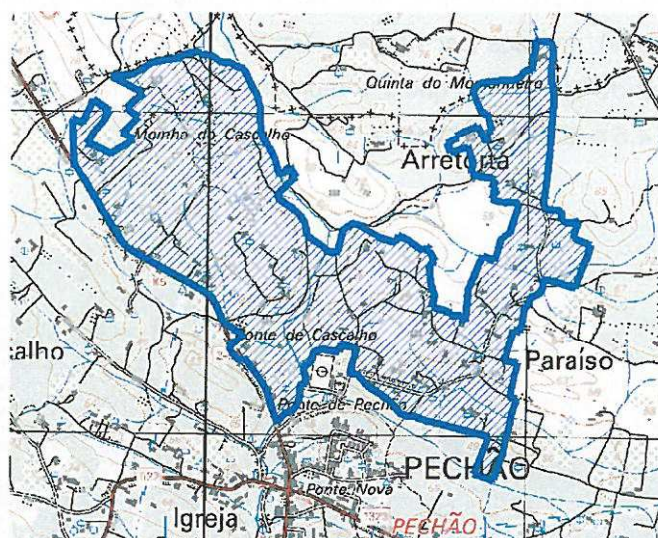 Quinta do Mo
Moinho do Cascalho
Arretorta
Ponte de Cascalho
alho
Paraíso
Ponte de Pechão
PECHÃO
Ponte Nova
Igreja
PECHÃO